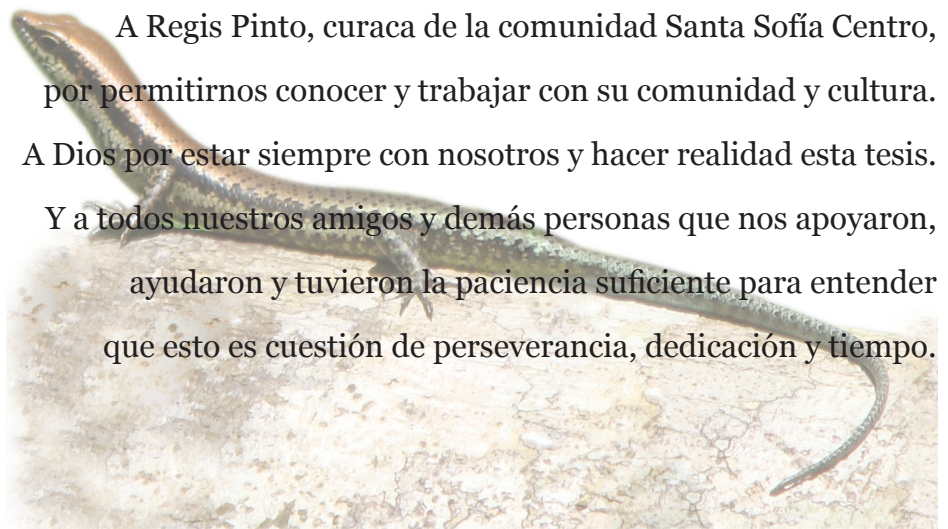 A Regis Pinto, curaca de la comunidad Santa Sofía Centro,
por permitirnos conocer y trabajar con su comunidad y cultura.
A Dios por estar siempre con nosotros y hacer realidad esta tesis.
Y a todos nuestros amigos y demás personas que nos apoyaron,
ayudaron y tuvieron la paciencia suficiente para entender
que esto es cuestión de perseverancia, dedicación y tiempo.